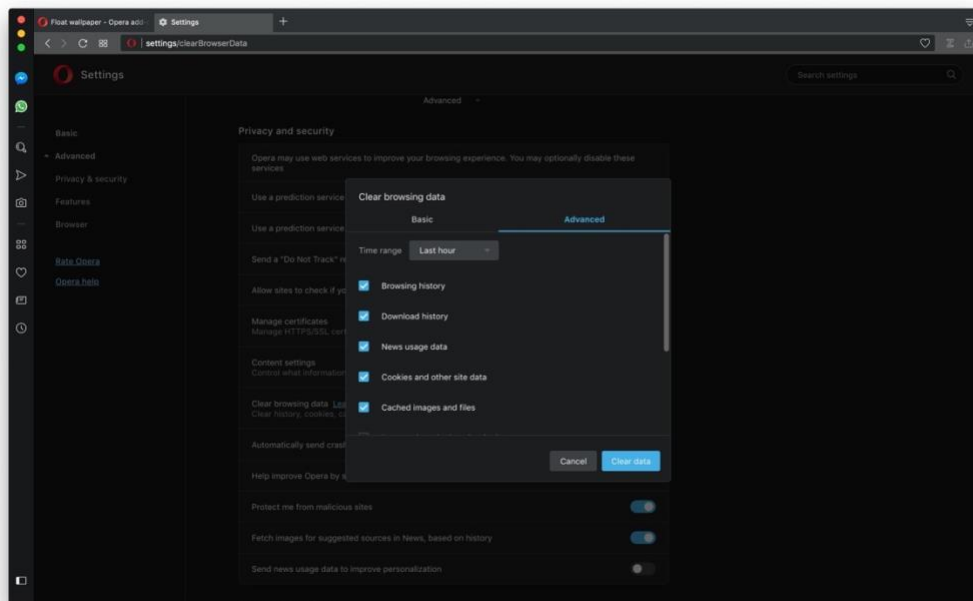 Float wallpaper - Opera add-
Settings
settings/clearBrowserData
Settings
Search settings
Advanced
Basic
Advanced
Privacy & security
Features
Browser
Rate Opera
Opera help
Privacy and security
Opera may use web services to improve your browsing experience. You may optionally disable these
services
Use a prediction service
Use a prediction service
Send a "Do Not Track"
Allow sites to check if
Manage certificates
Manage HTTPS/SSL
Content settings
Control what information
Clear browsing data
Clear history, cookies,
Automatically send
Help improve Opera by
Protect me from malicious sites
Fetch images for suggested sources in News, based on history
Send news usage data to improve personalization
Clear browsing data
Basic
Advanced
Time range
Last hour
Browsing history
Download history
News usage data
Cookies and other site data
Cached images and files
Cancel
Clear data